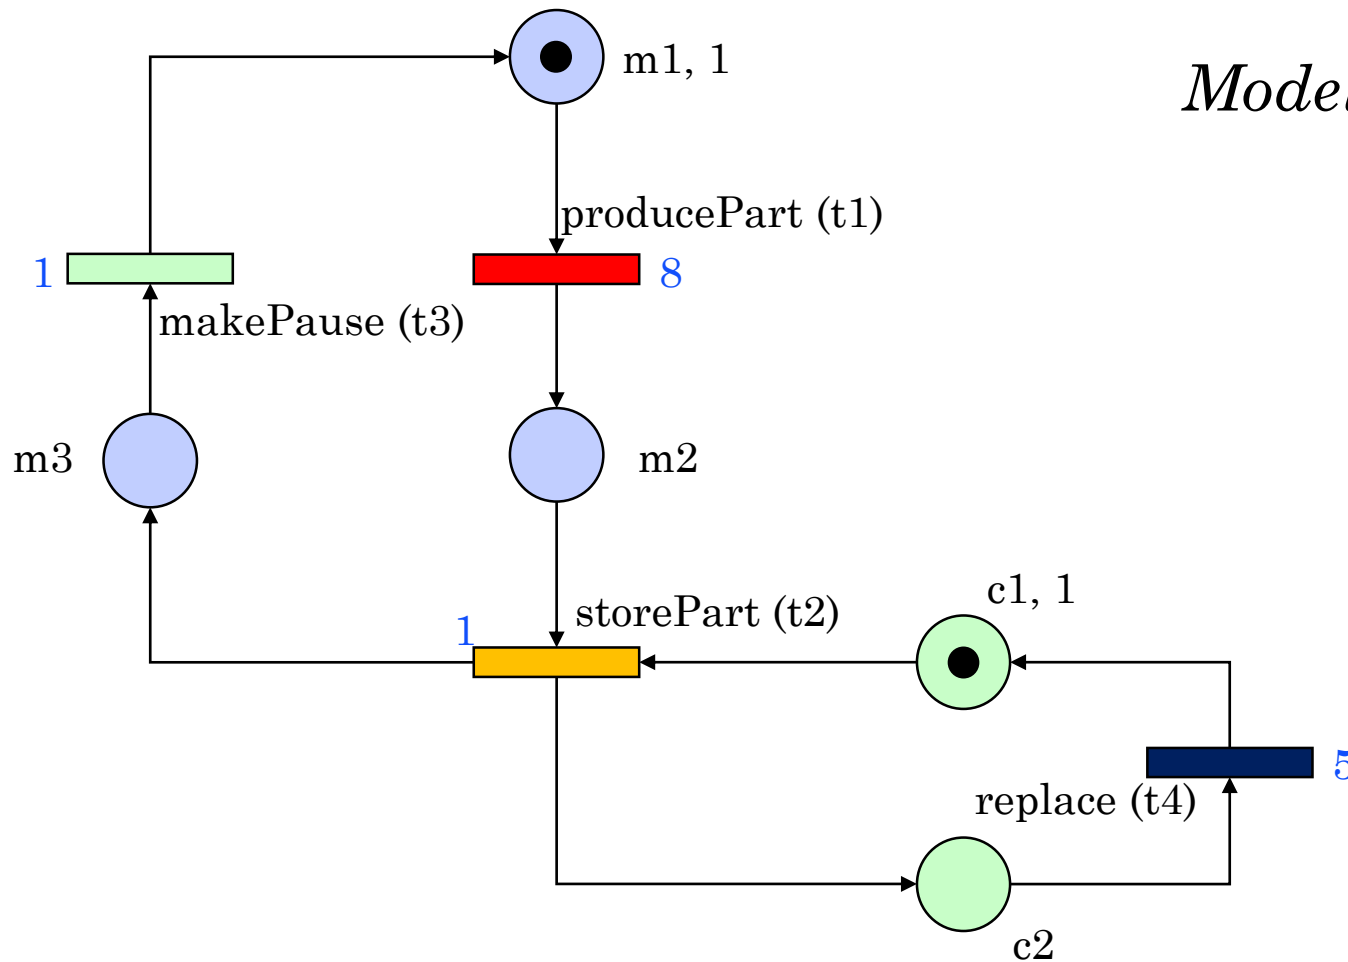 m1, 1
producePart (t1)
1
8
makePause (t3)
m3
m2
c1, 1
storePart (t2)
1
5
replace (t4)
c2